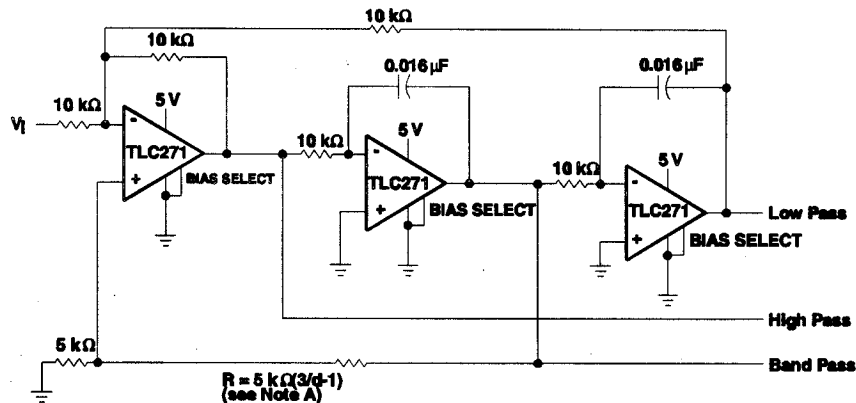 10 kΩ
10 kΩ
0.016 µF
0.016 µF
5 V
10 kΩ
VI
-
TLC271
+
BIAS SELECT
10 kΩ
5 V
-
TLC271
+
BIAS SELECT
10 kΩ
5 V
-
TLC271
+
BIAS SELECT
Low Pass
High Pass
5 kΩ
Band Pass
R = 5 kΩ(3/d-1)
(see Note A)